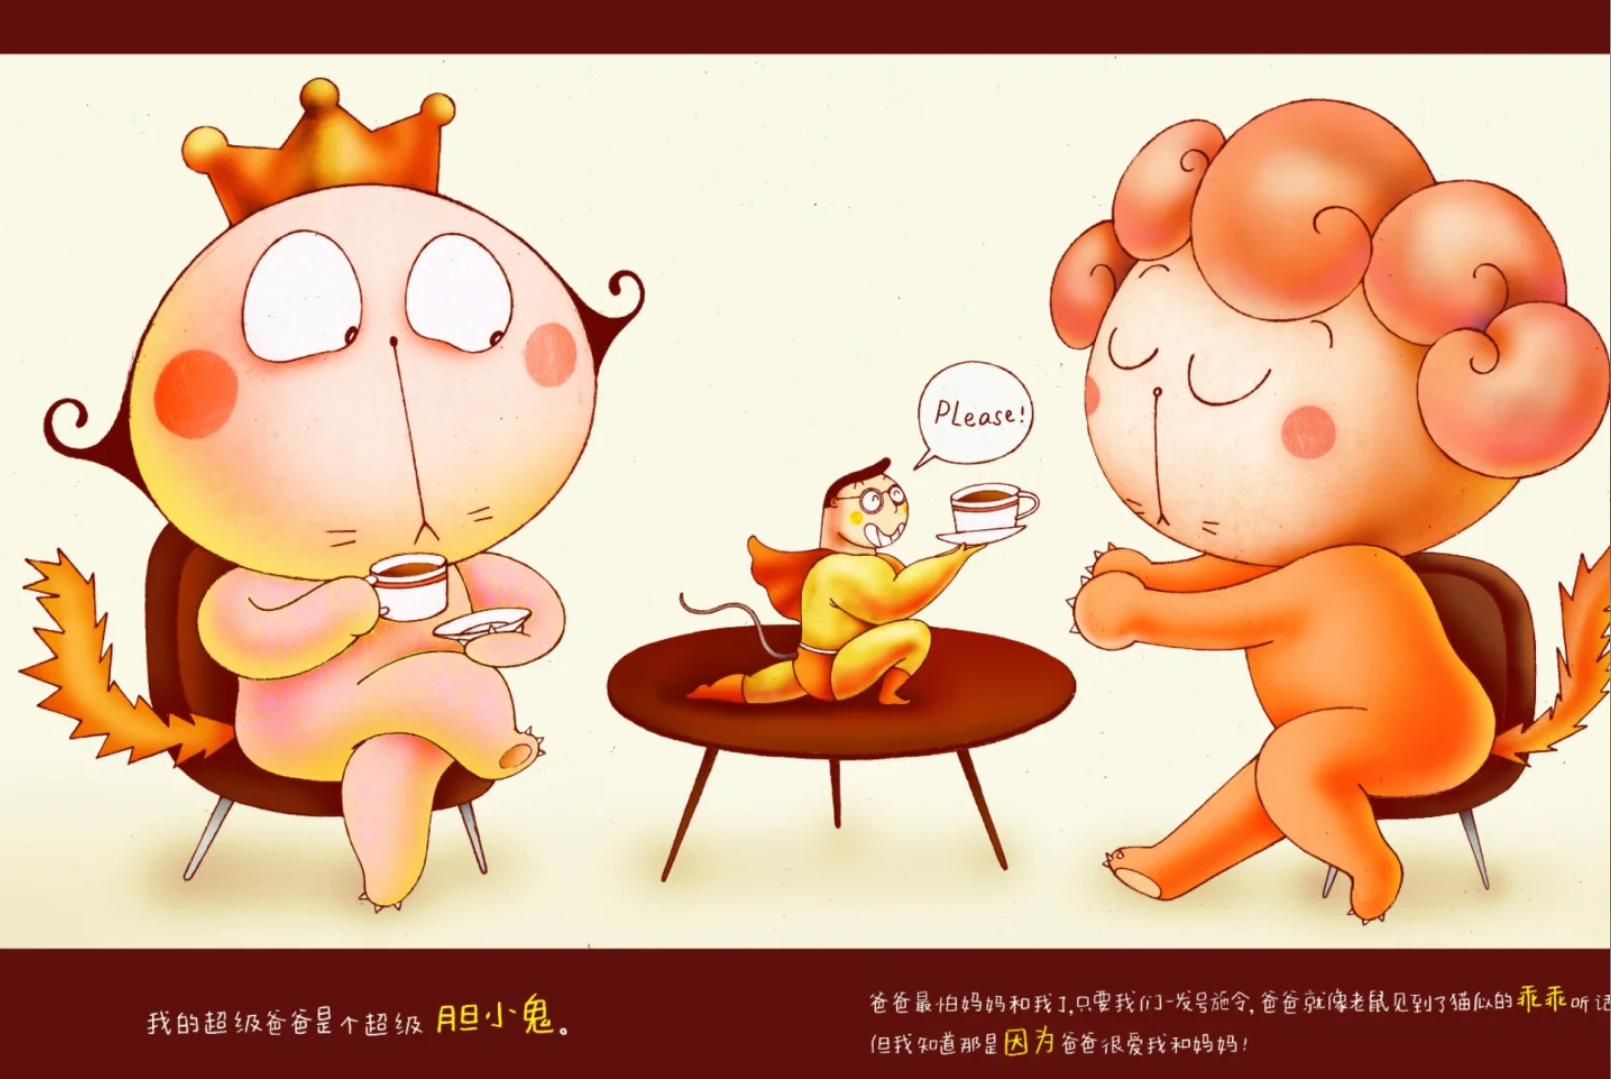 PLease!
我的超级爸爸是个超级 胆小鬼。
爸爸最怕妈妈和我了,只要我们一发号施令,爸爸就像老鼠见到了猫似的乖乖听话
但我知道那是因为爸爸很爱我和妈妈!